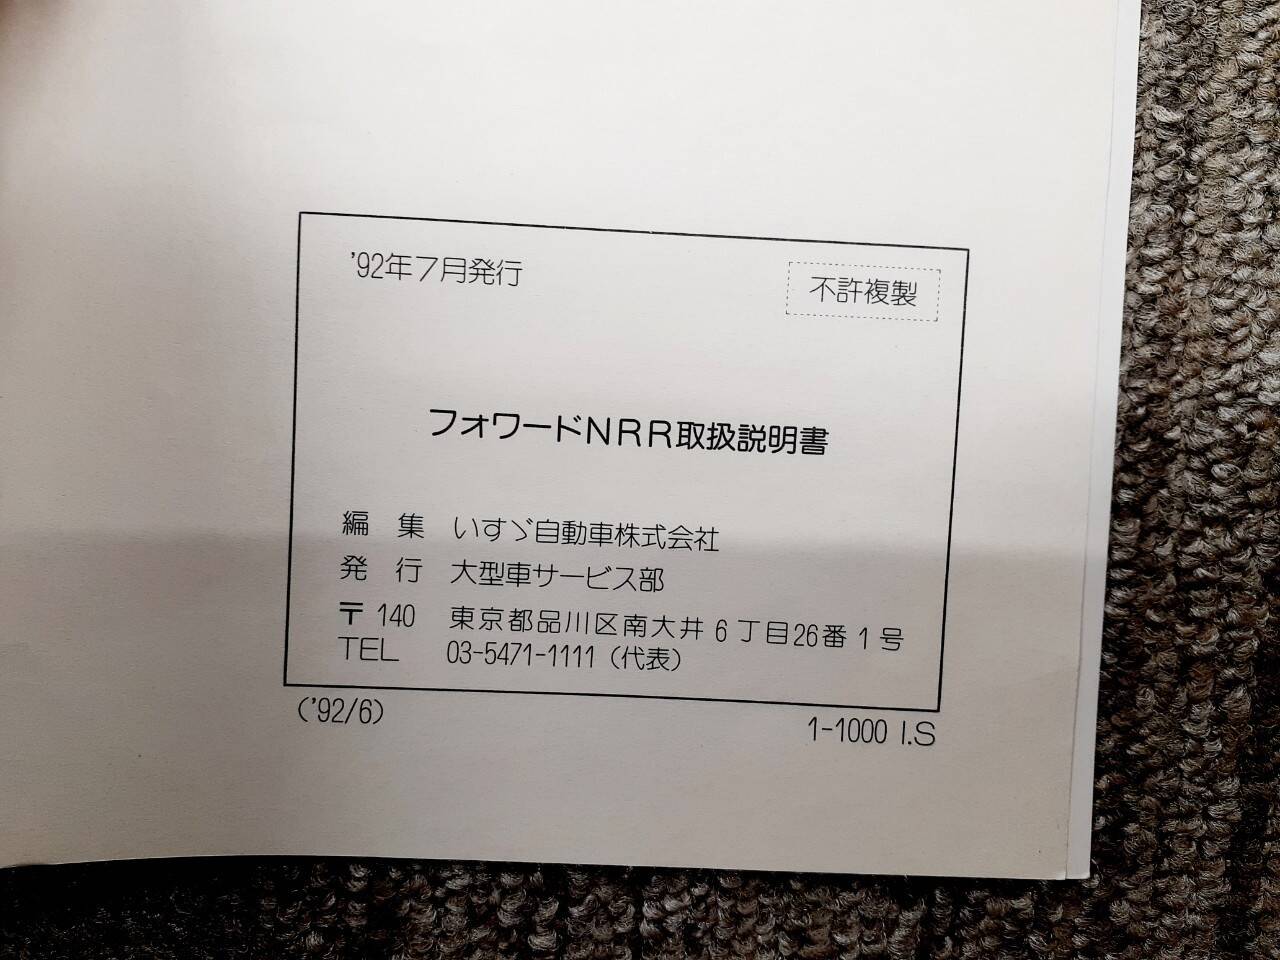 '92年7月発行
不許複製
フォワードNRR取扱説明書
編　集　いすゞ自動車株式会社
発　行　大型車サービス部
〒140　東京都品川区南大井6丁目26番1号
TEL　03-5471-1111（代表）
('92/6)
1-1000 I.S